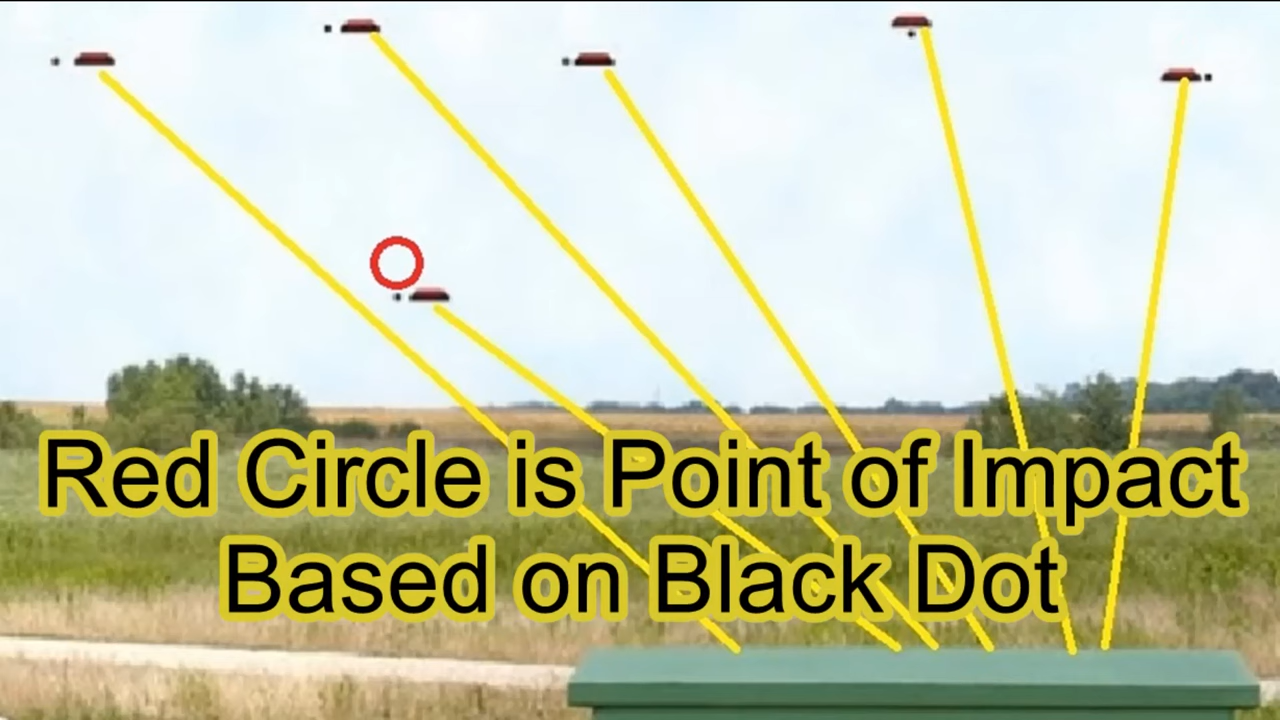 Red Circle is Point of Impact
Based on Black Dot